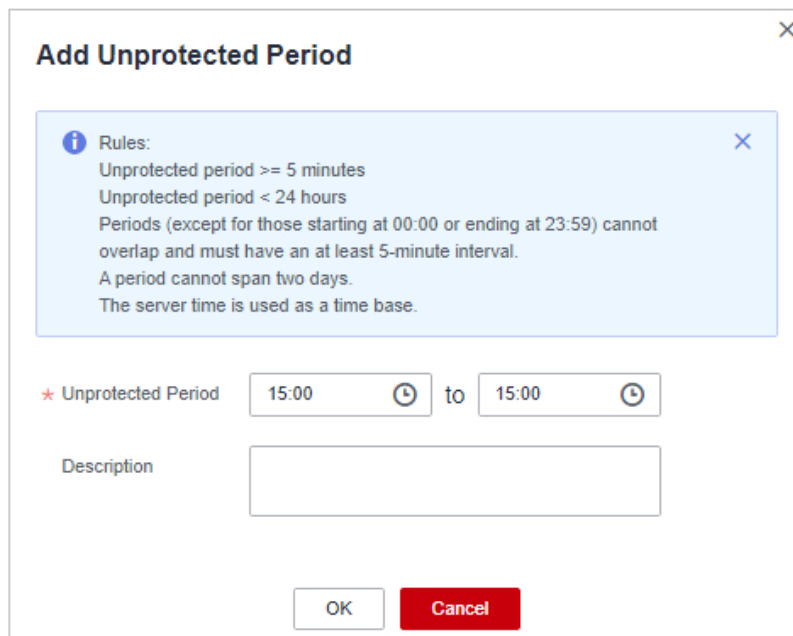 Add Unprotected Period
Rules:
Unprotected period >= 5 minutes
Unprotected period < 24 hours
Periods (except for those starting at 00:00 or ending at 23:59) cannot
overlap and must have an at least 5-minute interval.
A period cannot span two days.
The server time is used as a time base.
* Unprotected Period 15:00 to 15:00
Description
OK Cancel